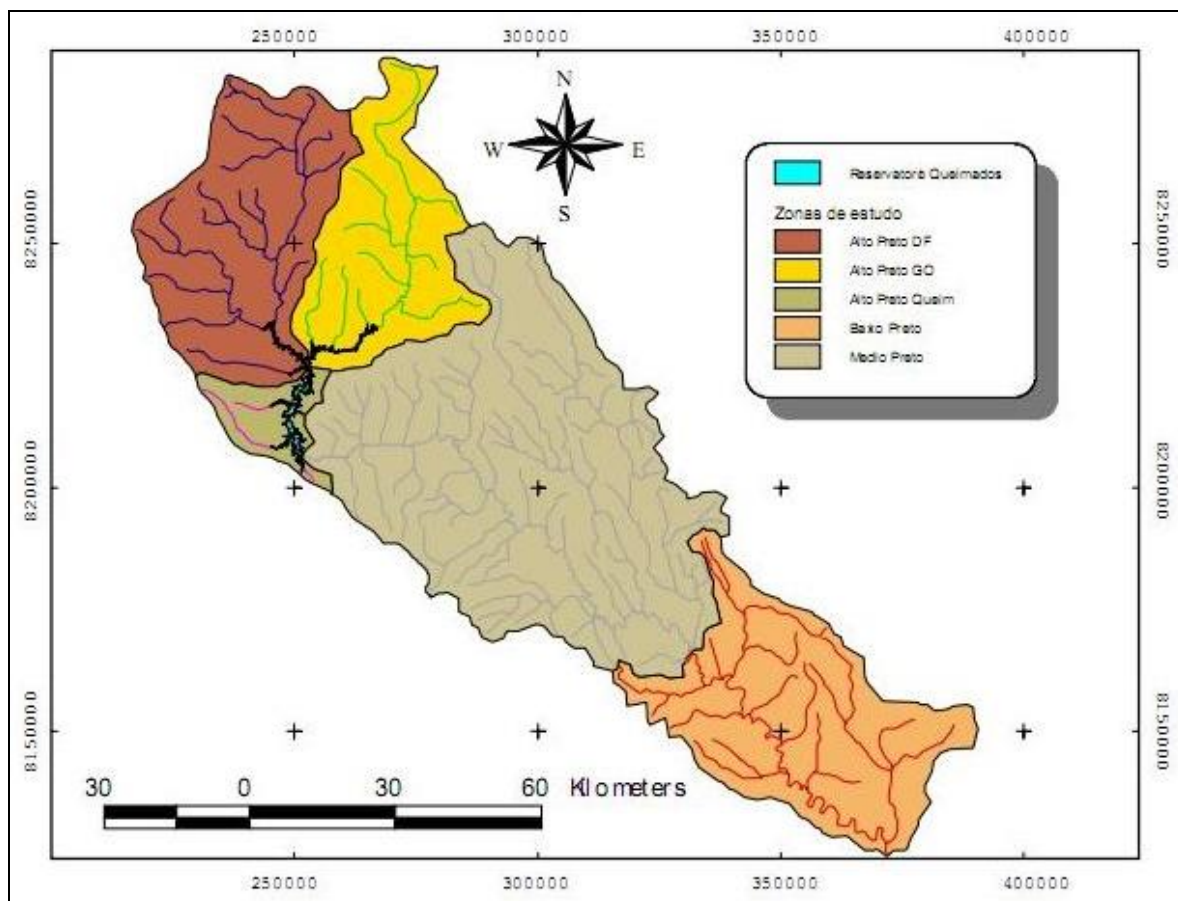 250000 300000 350000 400000
N
W E
S
Reservatorio Queimados
Zonas de estudo
Alto Preto DF
Alto Preto GO
Alto Preto Queim
Baixo Preto
Medio Preto
8250000 8250000
8200000 8200000
8150000 8150000
30 0 30 60 Kilometers
250000 300000 350000 400000